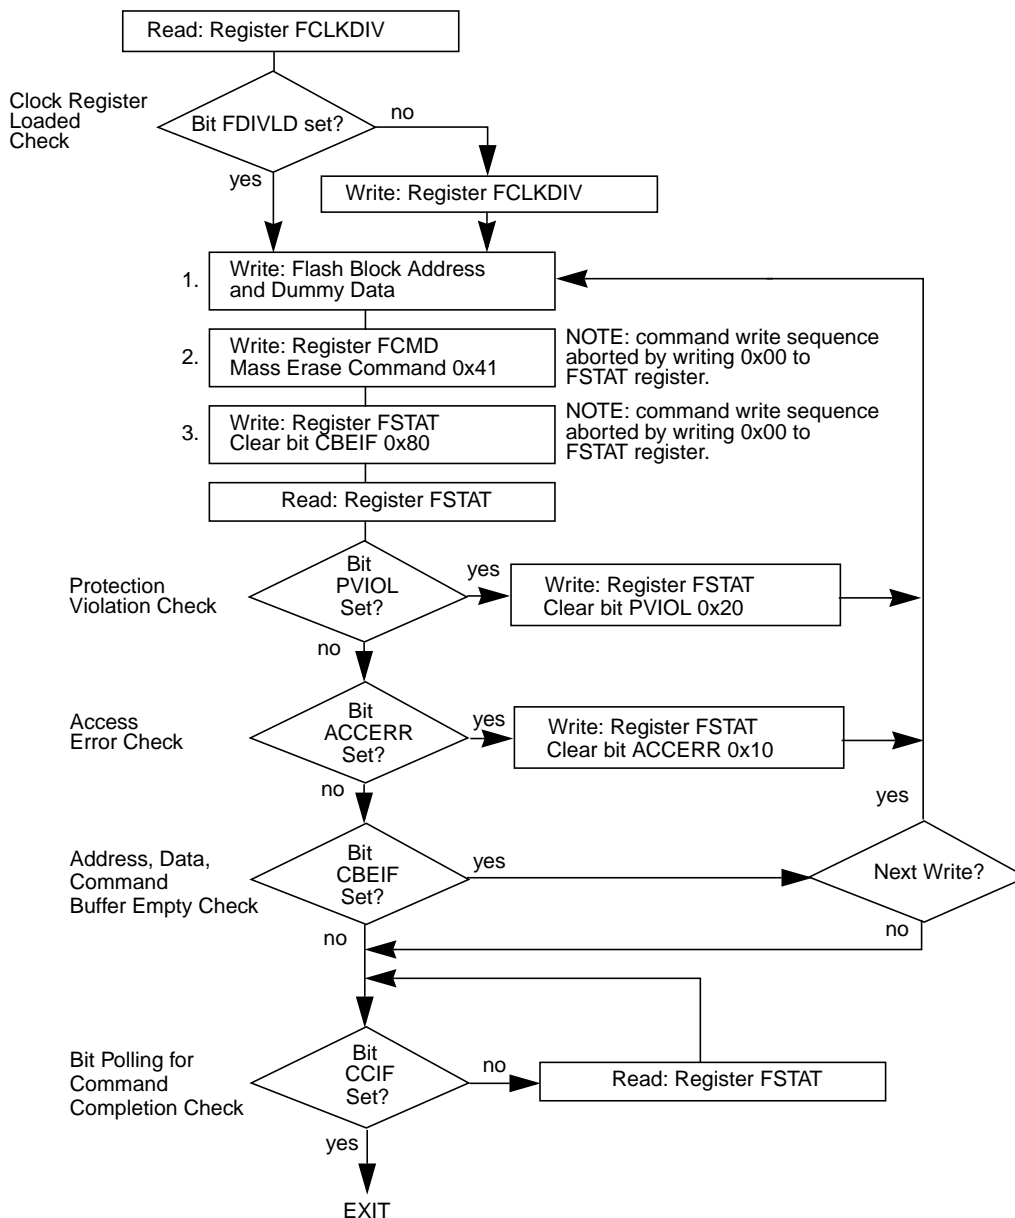 Read: Register FCLKDIV
Clock Register
Loaded
Check
Bit FDIVLD set?
no
yes
Write: Register FCLKDIV
1.
Write: Flash Block Address
and Dummy Data
2.
Write: Register FCMD
Mass Erase Command 0x41
NOTE: command write sequence
aborted by writing 0x00 to
FSTAT register.
3.
Write: Register FSTAT
Clear bit CBEIF 0x80
NOTE: command write sequence
aborted by writing 0x00 to
FSTAT register.
Read: Register FSTAT
Protection
Violation Check
Bit
PVIOL
Set?
yes
Write: Register FSTAT
Clear bit PVIOL 0x20
no
Access
Error Check
Bit
ACCERR
Set?
yes
Write: Register FSTAT
Clear bit ACCERR 0x10
no
yes
Address, Data,
Command
Buffer Empty Check
Bit
CBEIF
Set?
yes
Next Write?
no
no
Bit Polling for
Command
Completion Check
Bit
CCIF
Set?
no
Read: Register FSTAT
yes
EXIT